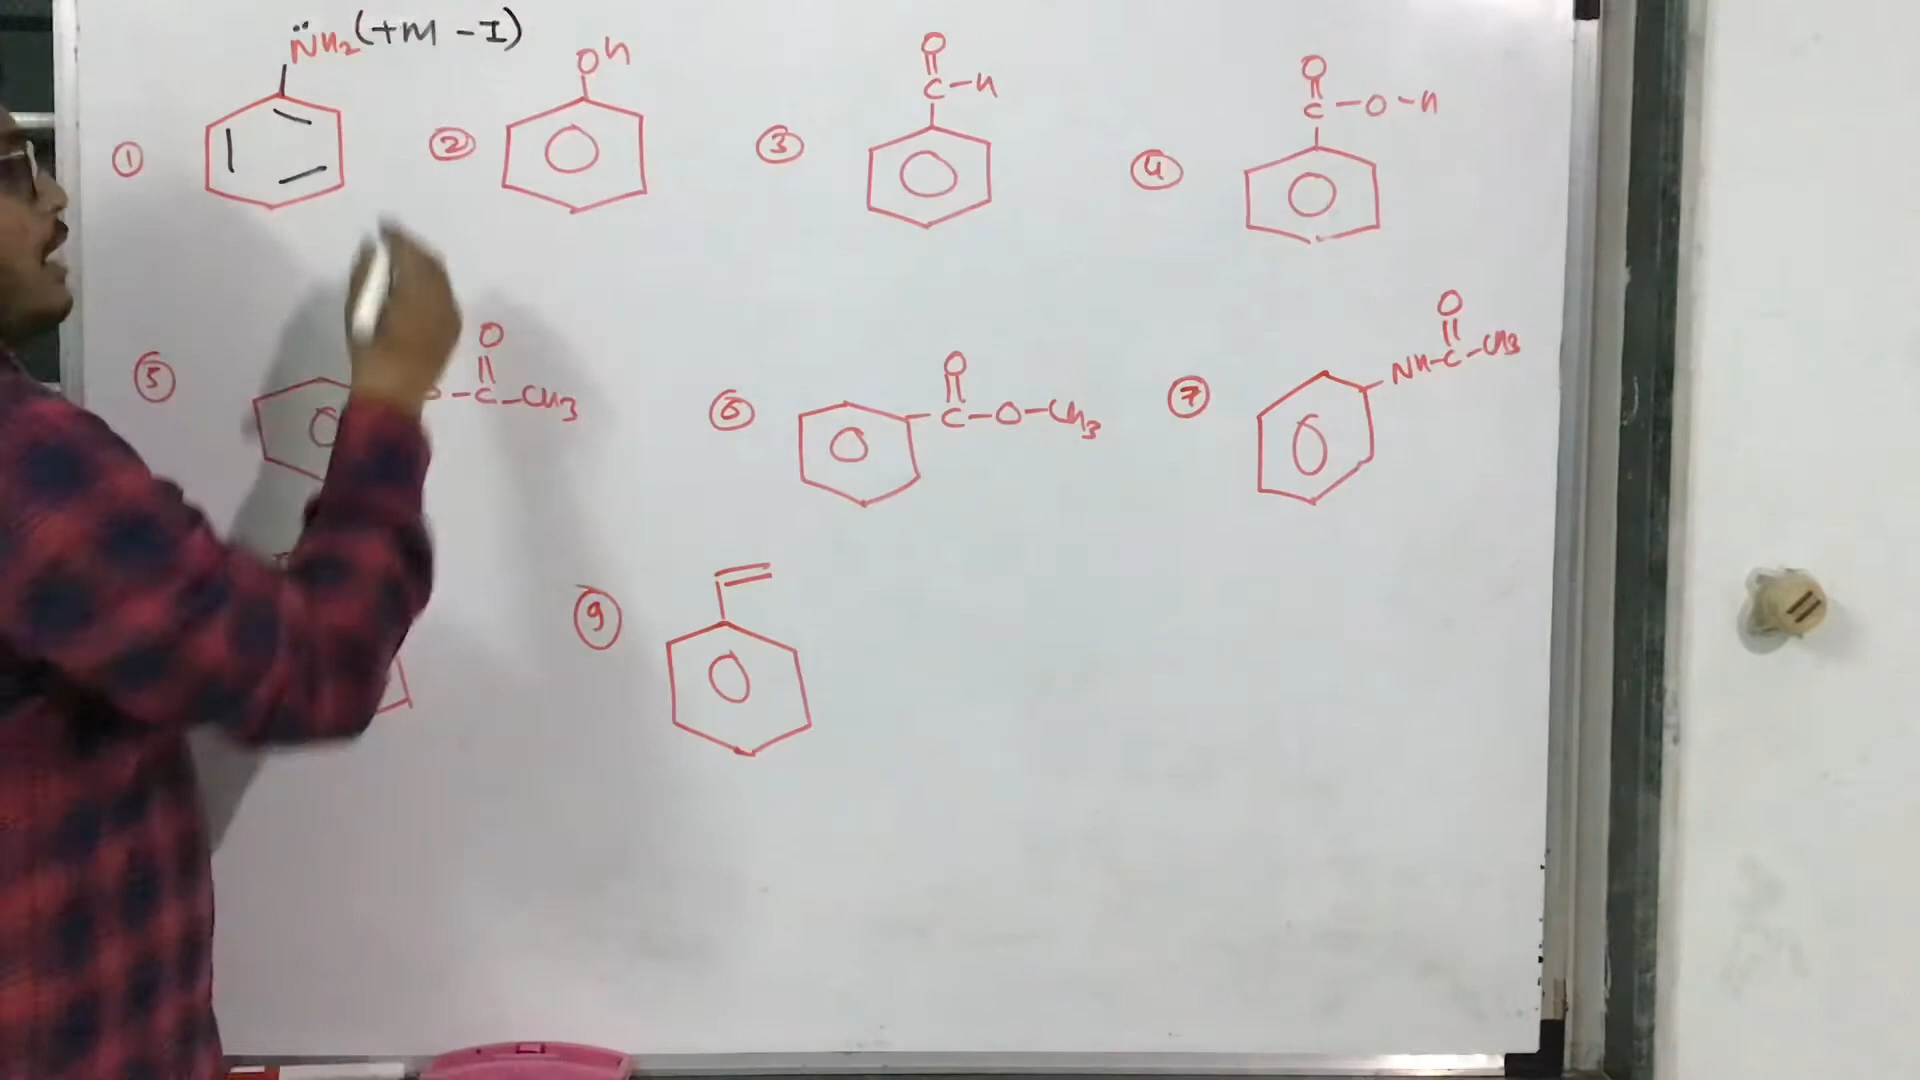 N̈H₂ (+M -I)
① ② OH ③ O ‖ C-H ④ O ‖ C-O-H
⑤ O ‖ O-C-CH₃ ⑥ O ‖ C-O-CH₃ ⑦ O ‖ NH-C-CH₃
⑨